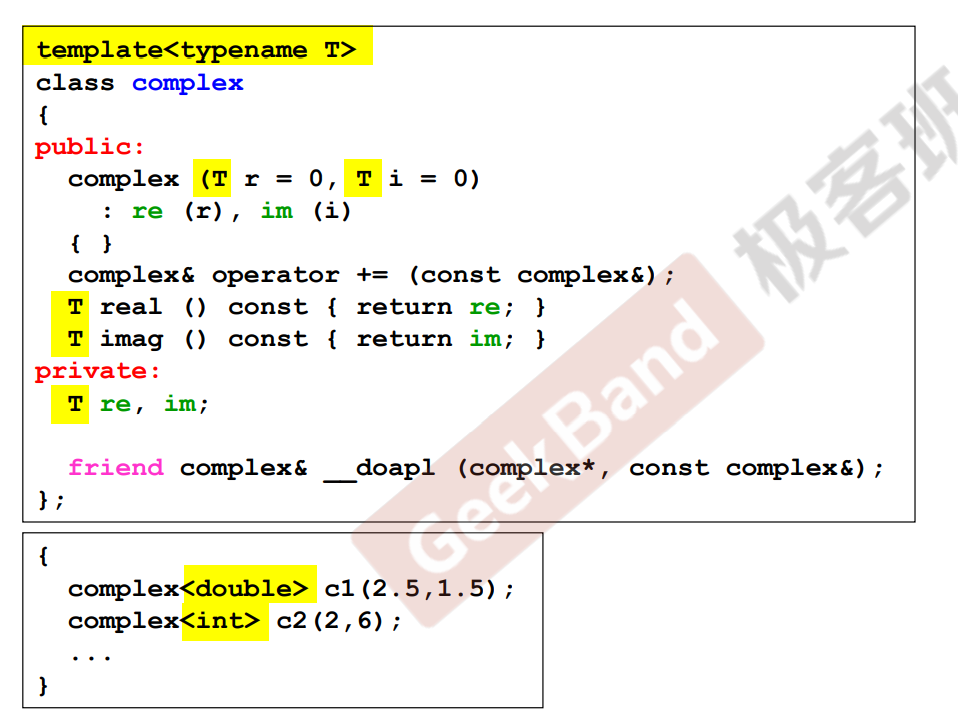 template<typename T>
class complex
{
public:
  complex (T r = 0, T i = 0)
    : re (r), im (i)
  { }
  complex& operator += (const complex&);
  T real () const { return re; }
  T imag () const { return im; }
private:
  T re, im;
  friend complex& __doapl (complex*, const complex&);
};
{
  complex<double> c1(2.5,1.5);
  complex<int> c2(2,6);
  ...
}
GeekBand 极客班